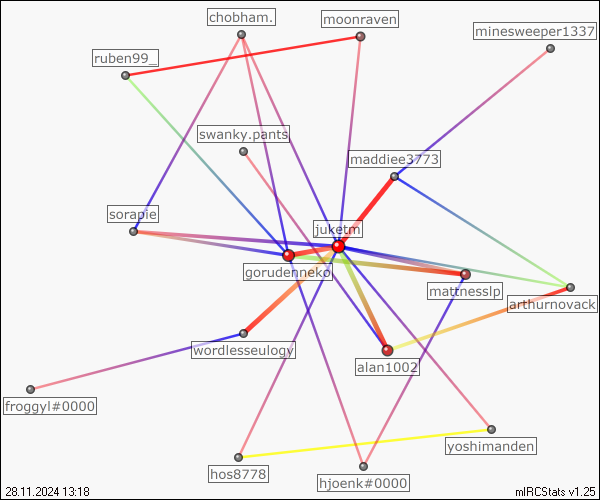 chobham.
moonraven
minesweeper1337
ruben99_
swanky.pants
maddiee3773
sorapie
juketm
gorudenneko
mattnesslp
arthurnovack
wordlesseulogy
alan1002
froggyl#0000
yoshimanden
hos8778
hjoenk#0000
28.11.2024 13:18
mIRCStats v1.25